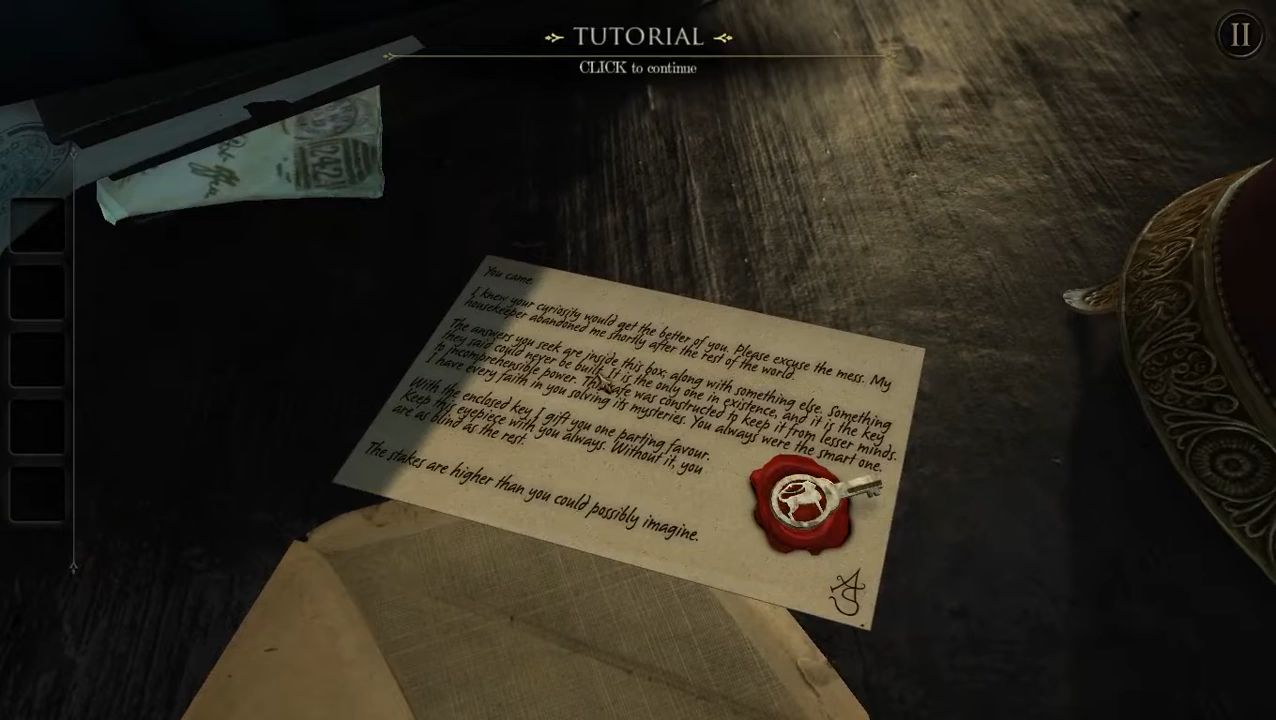 TUTORIAL
CLICK to continue
242
You came.
I knew your curiosity would get the better of you. Please excuse the mess. My
housekeeper abandoned me shortly after the rest of the world.
The answers you seek are inside this box; along with something else. Something
they said could never be built. It is the only one in existence, and it is the key
to incomprehensible power. The safe was constructed to keep it from lesser minds.
I have every faith in you solving its mysteries. You always were the smart one.
With the enclosed key I gift you one parting favour.
Keep this eyepiece with you always. Without it, you
are as blind as the rest.
The stakes are higher than you could possibly imagine.